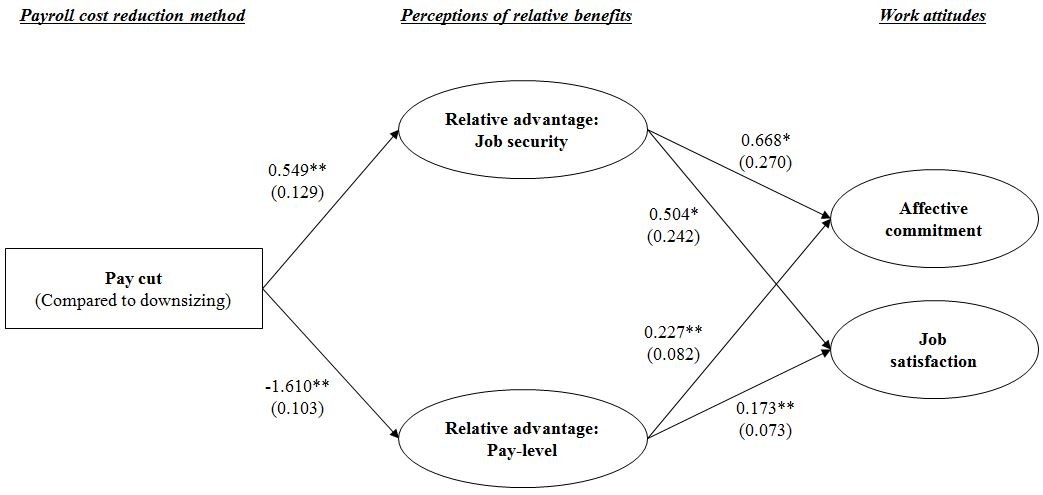 Payroll cost reduction method
Perceptions of relative benefits
Work attitudes
Relative advantage:
Job security
0.668*
(0.270)
0.549**
(0.129)
Affective
commitment
0.504*
(0.242)
Pay cut
(Compared to downsizing)
0.227**
(0.082)
Job
satisfaction
-1.610**
(0.103)
0.173**
(0.073)
Relative advantage:
Pay-level